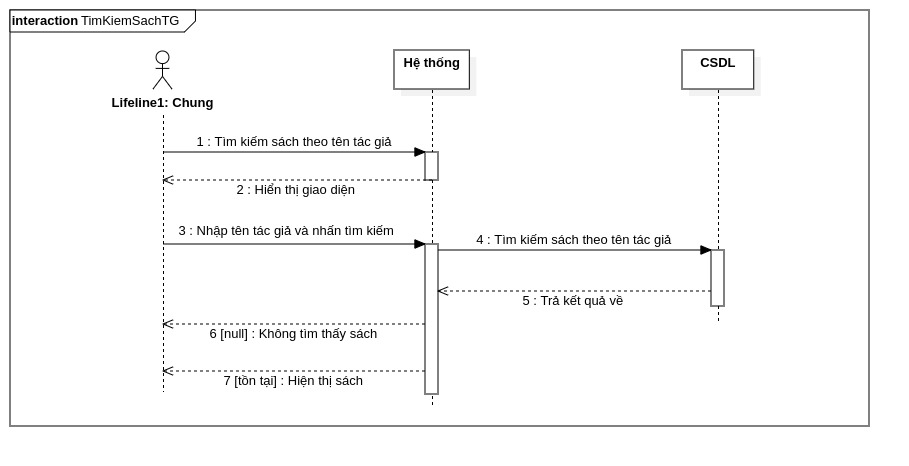 interaction TimKiemSachTG
Hệ thống
CSDL
Lifeline1: Chung
1 : Tìm kiếm sách theo tên tác giả
2 : Hiển thị giao diện
3 : Nhập tên tác giả và nhấn tìm kiếm
4 : Tìm kiếm sách theo tên tác giả
5 : Trả kết quả về
6 [null] : Không tìm thấy sách
7 [tồn tại] : Hiện thị sách